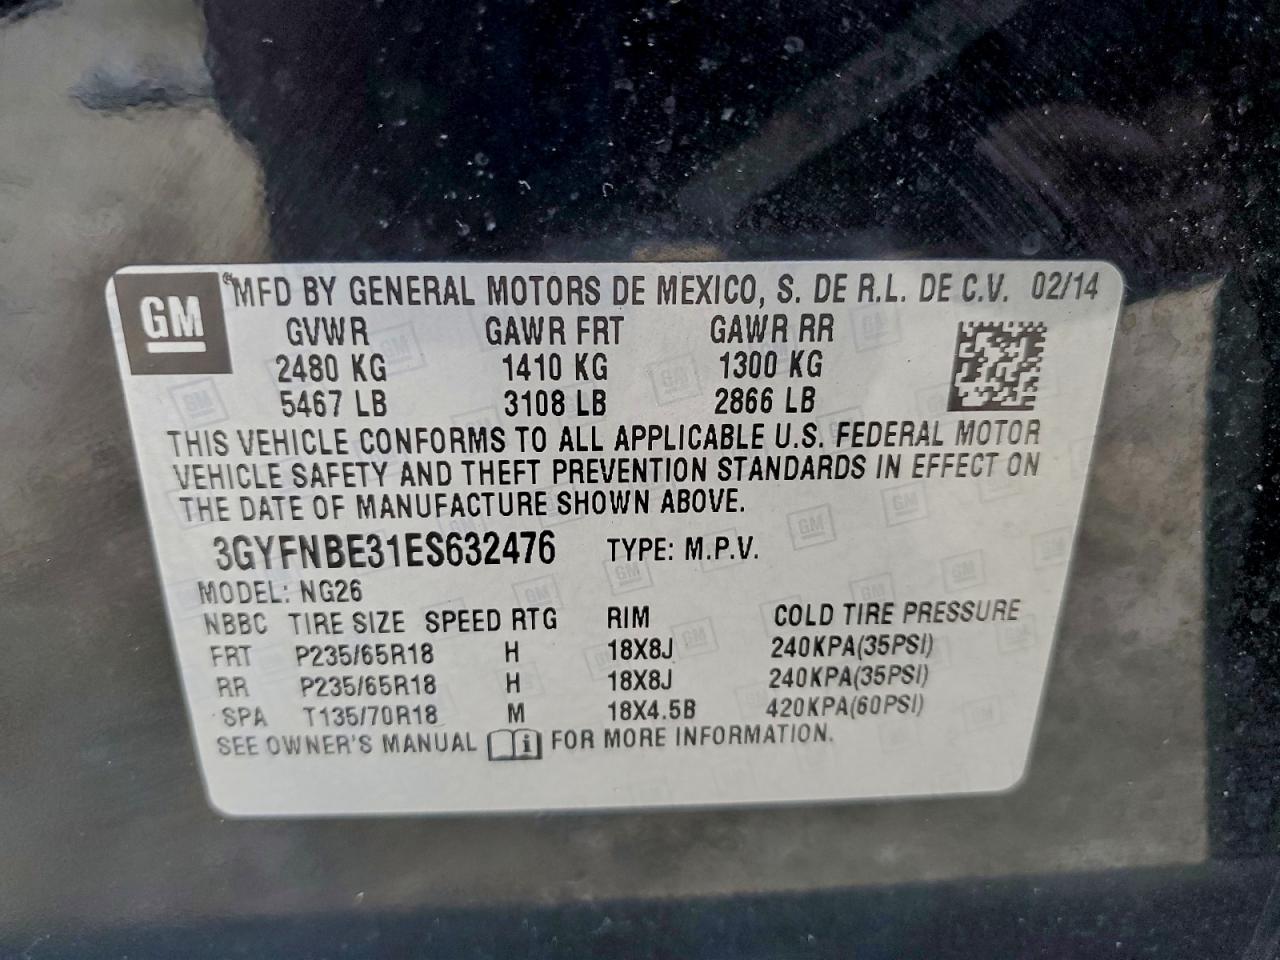 GM MFD BY GENERAL MOTORS DE MEXICO, S. DE R.L. DE C.V. 02/14
GVWR GAWR FRT GAWR RR
2480 KG 1410 KG 1300 KG
5467 LB 3108 LB 2866 LB
THIS VEHICLE CONFORMS TO ALL APPLICABLE U.S. FEDERAL MOTOR
VEHICLE SAFETY AND THEFT PREVENTION STANDARDS IN EFFECT ON
THE DATE OF MANUFACTURE SHOWN ABOVE.
3GYFNBE31ES632476 TYPE: M.P.V.
MODEL: NG26
NBBC TIRE SIZE SPEED RTG RIM COLD TIRE PRESSURE
FRT P235/65R18 H 18X8J 240KPA(35PSI)
RR P235/65R18 H 18X8J 240KPA(35PSI)
SPA T135/70R18 M 18X4.5B 420KPA(60PSI)
SEE OWNER'S MANUAL i FOR MORE INFORMATION.